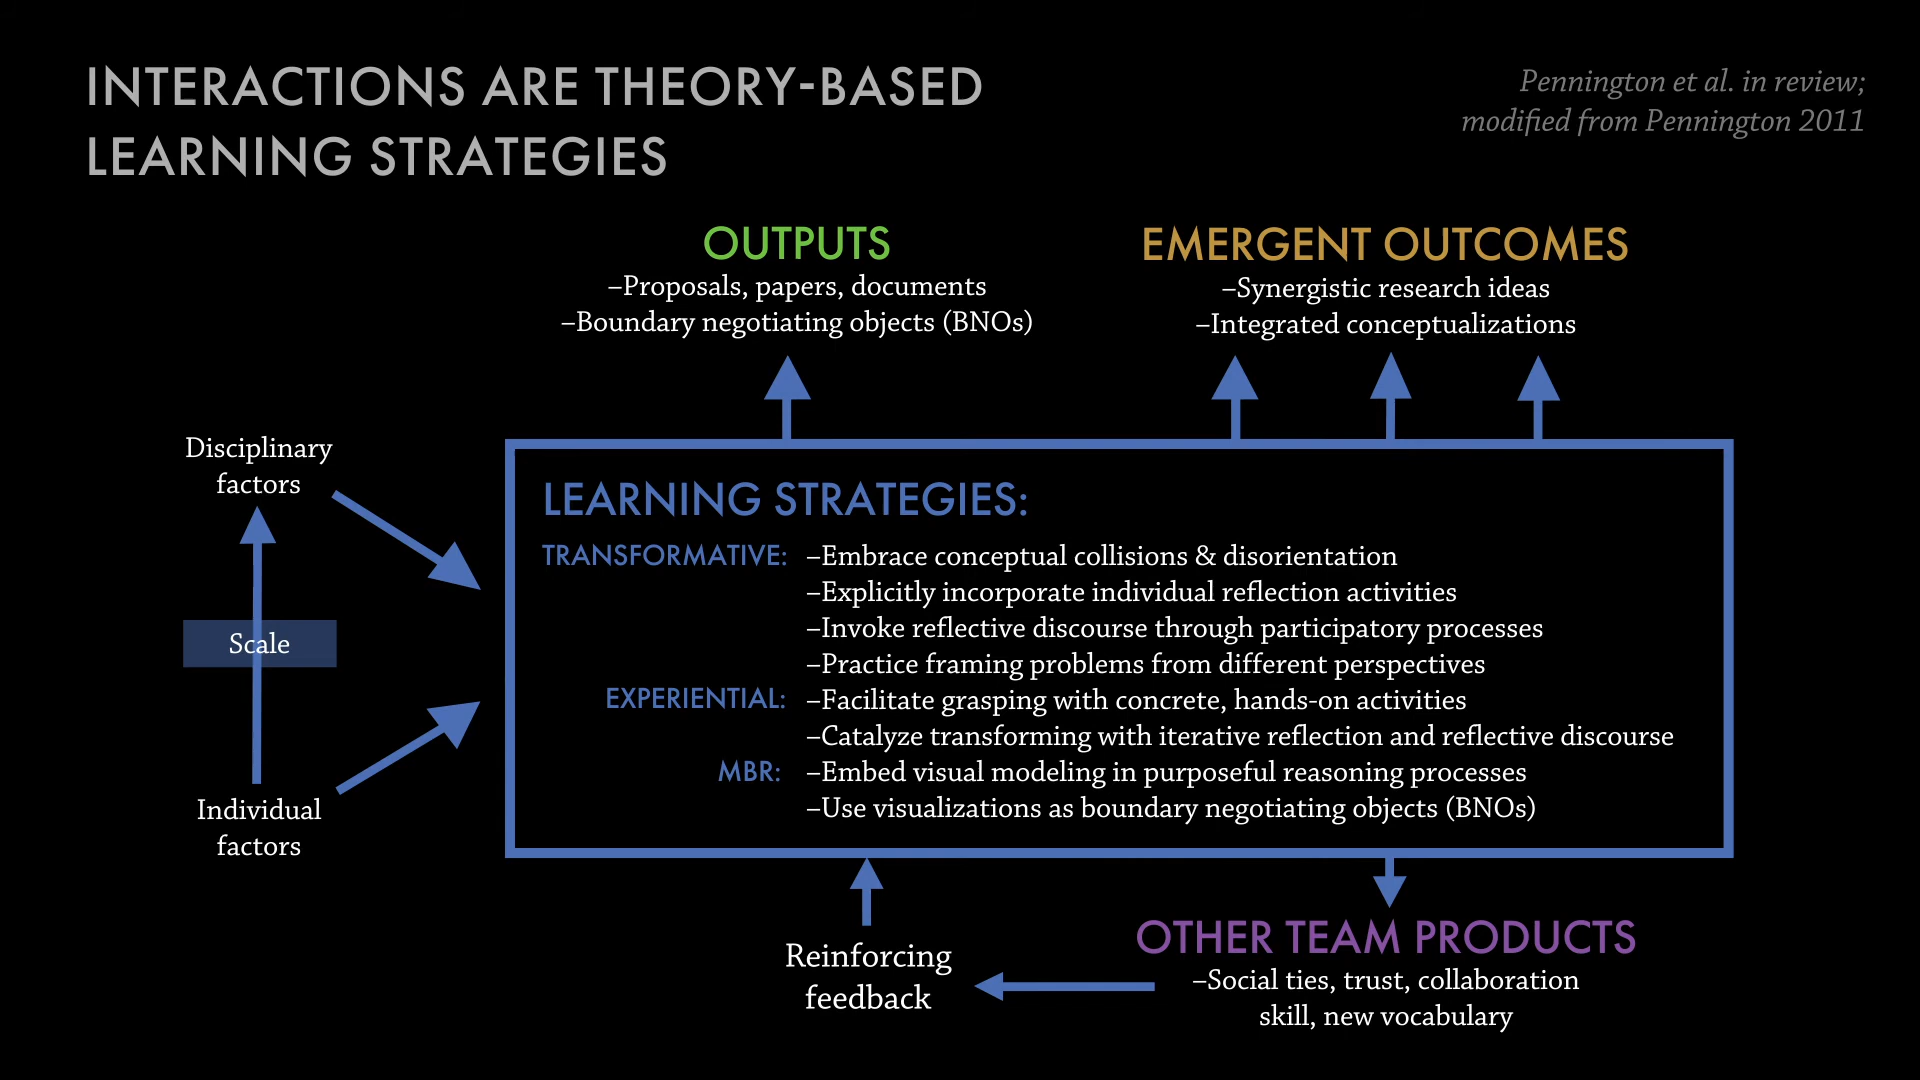 INTERACTIONS ARE THEORY-BASED
LEARNING STRATEGIES
Pennington et al. in review;
modified from Pennington 2011
OUTPUTS
–Proposals, papers, documents
–Boundary negotiating objects (BNOs)
EMERGENT OUTCOMES
–Synergistic research ideas
–Integrated conceptualizations
Disciplinary
factors
Scale
Individual
factors
LEARNING STRATEGIES:
TRANSFORMATIVE: –Embrace conceptual collisions & disorientation
–Explicitly incorporate individual reflection activities
–Invoke reflective discourse through participatory processes
–Practice framing problems from different perspectives
EXPERIENTIAL: –Facilitate grasping with concrete, hands-on activities
–Catalyze transforming with iterative reflection and reflective discourse
MBR: –Embed visual modeling in purposeful reasoning processes
–Use visualizations as boundary negotiating objects (BNOs)
Reinforcing
feedback
OTHER TEAM PRODUCTS
–Social ties, trust, collaboration
skill, new vocabulary